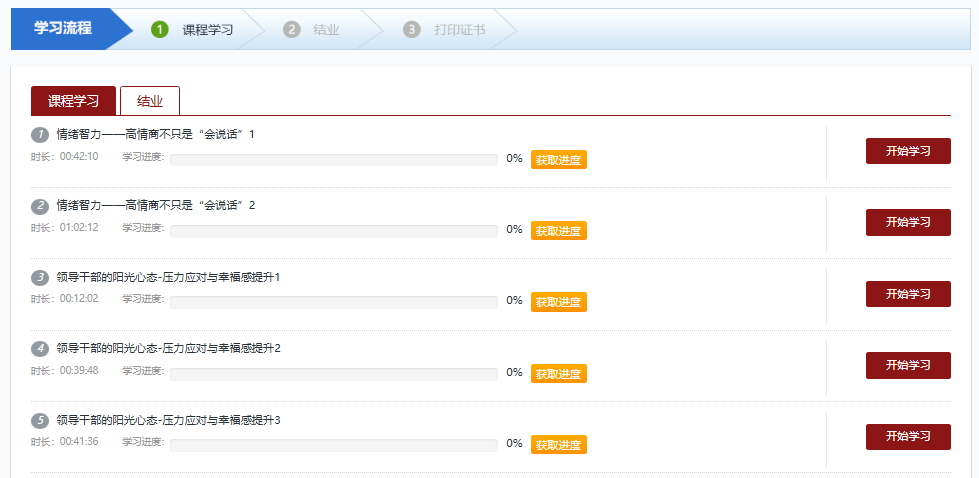 学习流程 1 课程学习 2 结业 3 打印证书
课程学习 结业
1 情绪智力——高情商不只是“会说话”1
时长：00:42:10 学习进度： 0% 获取进度 开始学习
2 情绪智力——高情商不只是“会说话”2
时长：01:02:12 学习进度： 0% 获取进度 开始学习
3 领导干部的阳光心态-压力应对与幸福感提升1
时长：00:12:02 学习进度： 0% 获取进度 开始学习
4 领导干部的阳光心态-压力应对与幸福感提升2
时长：00:39:48 学习进度： 0% 获取进度 开始学习
5 领导干部的阳光心态-压力应对与幸福感提升3
时长：00:41:36 学习进度： 0% 获取进度 开始学习